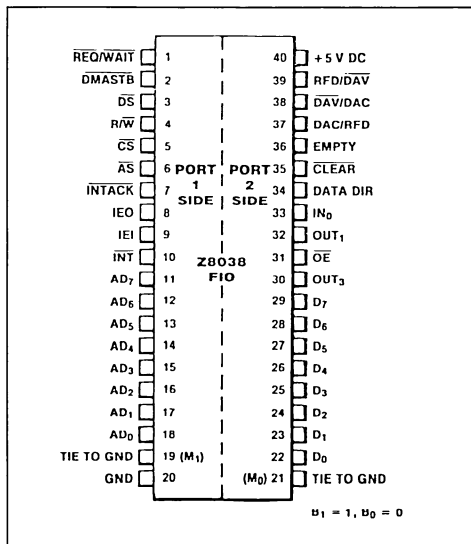 REQ/WAIT 1 40 +5 V DC
DMASTB 2 39 RFD/DAV
DS 3 38 DAV/DAC
R/W 4 37 DAC/RFD
CS 5 36 EMPTY
AS 6 PORT PORT 35 CLEAR
INTACK 7 1 2 34 DATA DIR
SIDE SIDE
IEO 8 33 IN0
IEI 9 32 OUT1
INT 10 Z8038 31 OE
FIO
AD7 11 30 OUT3
AD6 12 29 D7
AD5 13 28 D6
AD4 14 27 D5
AD3 15 26 D4
AD2 16 25 D3
AD1 17 24 D2
AD0 18 23 D1
TIE TO GND 19 (M1) 22 D0
GND 20 (M0) 21 TIE TO GND
B1 = 1, B0 = 0